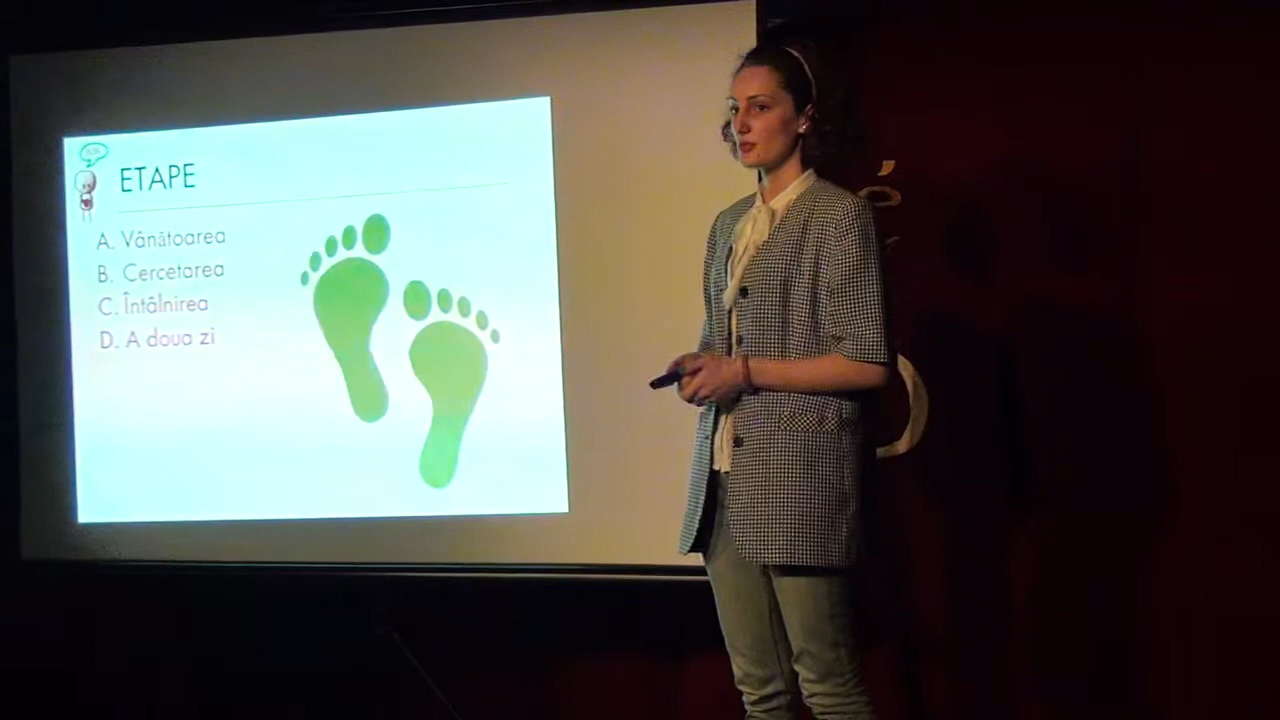 ETAPE
A. Vânătoarea
B. Cercetarea
C. Întâlnirea
D. A doua zi